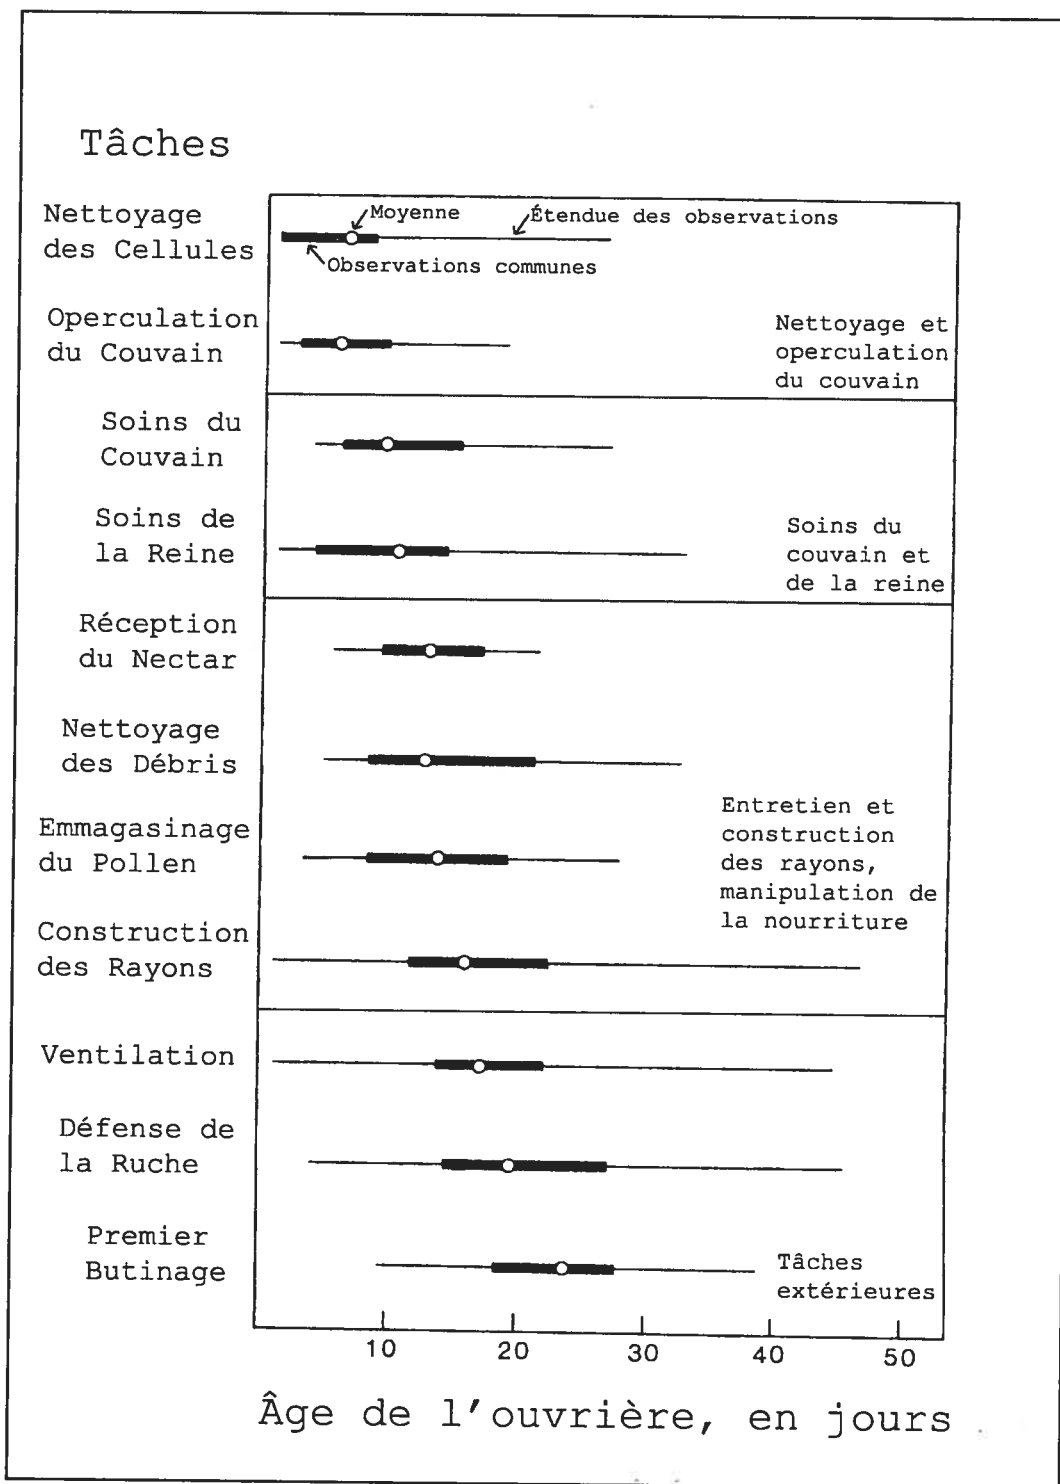 Tâches
Nettoyage
des Cellules
Moyenne
Étendue des observations
Observations communes
Operculation
du Couvain
Nettoyage et
operculation
du couvain
Soins du
Couvain
Soins de
la Reine
Soins du
couvain et
de la reine
Réception
du Nectar
Nettoyage
des Débris
Emmagasinage
du Pollen
Entretien et
construction
des rayons,
manipulation de
la nourriture
Construction
des Rayons
Ventilation
Défense de
la Ruche
Premier
Butinage
Tâches
extérieures
10 20 30 40 50
Âge de l'ouvrière, en jours